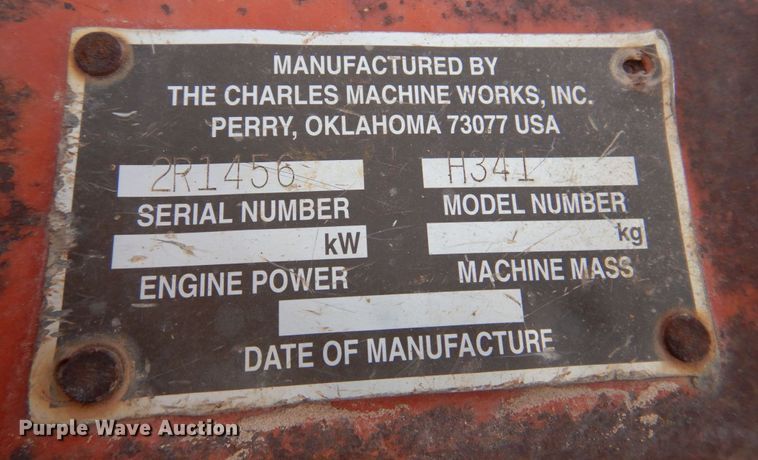 MANUFACTURED BY
THE CHARLES MACHINE WORKS, INC.
PERRY, OKLAHOMA 73077 USA
2R1456 H341
SERIAL NUMBER MODEL NUMBER
kW kg
ENGINE POWER MACHINE MASS
DATE OF MANUFACTURE
Purple Wave Auction